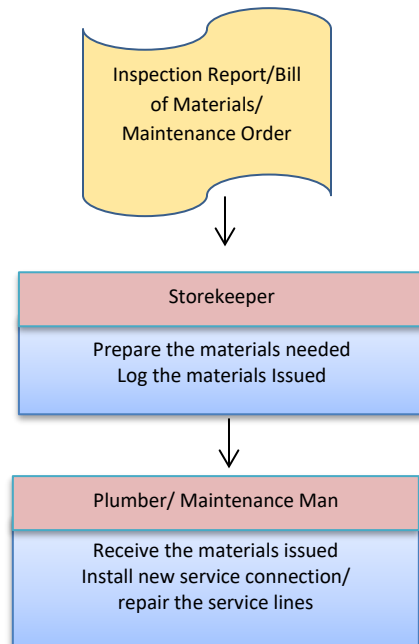 Inspection Report/Bill
of Materials/
Maintenance Order
Storekeeper
Prepare the materials needed
Log the materials Issued
Plumber/ Maintenance Man
Receive the materials issued
Install new service connection/
repair the service lines